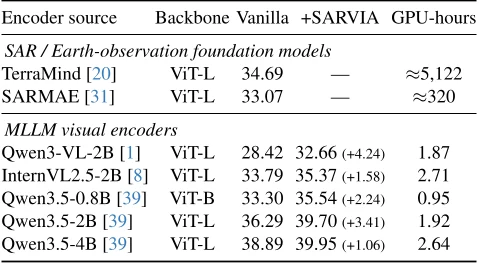 Encoder source Backbone Vanilla +SARVIA GPU-hours
SAR / Earth-observation foundation models
TerraMind [20] ViT-L 34.69 — ≈5,122
SARMAE [31] ViT-L 33.07 — ≈320
MLLM visual encoders
Qwen3-VL-2B [1] ViT-L 28.42 32.66 (+4.24) 1.87
InternVL2.5-2B [8] ViT-L 33.79 35.37 (+1.58) 2.71
Qwen3.5-0.8B [39] ViT-B 33.30 35.54 (+2.24) 0.95
Qwen3.5-2B [39] ViT-L 36.29 39.70 (+3.41) 1.92
Qwen3.5-4B [39] ViT-L 38.89 39.95 (+1.06) 2.64